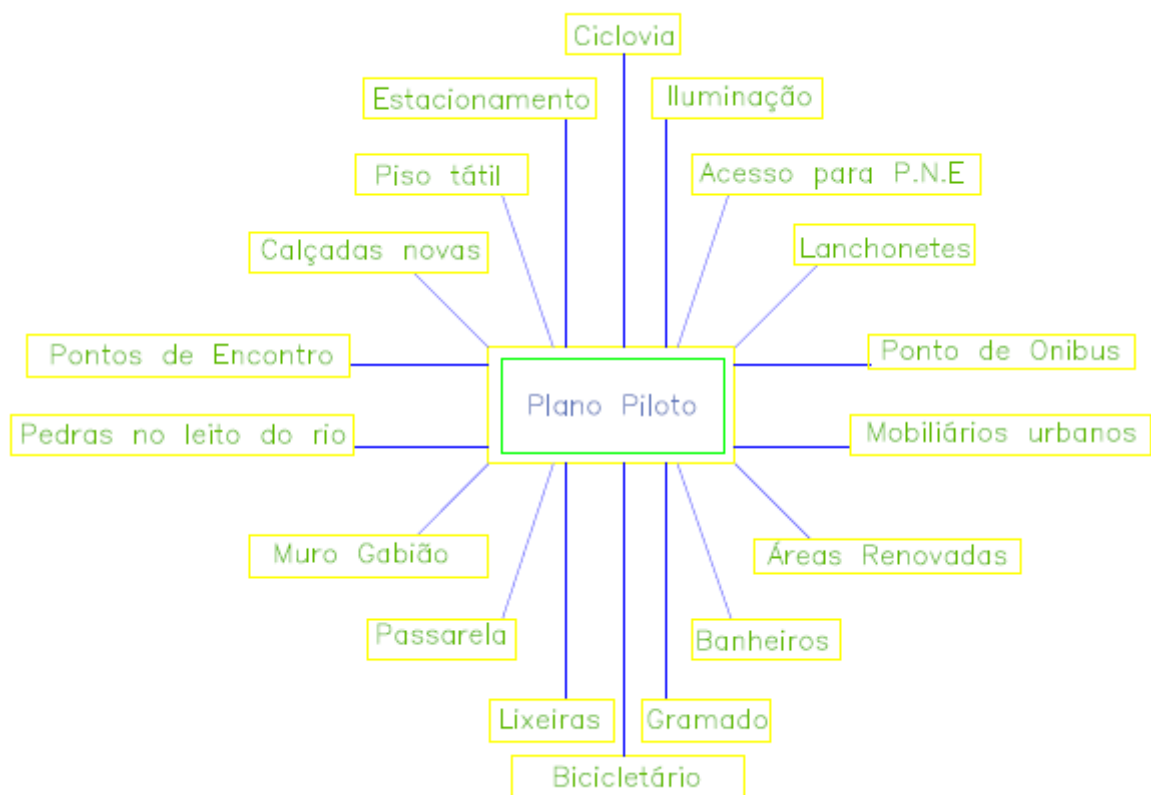 Ciclovia
Estacionamento
Iluminação
Piso tátil
Acesso para P.N.E
Calçadas novas
Lanchonetes
Pontos de Encontro
Ponto de Onibus
Plano Piloto
Pedras no leito do rio
Mobiliários urbanos
Muro Gabião
Áreas Renovadas
Passarela
Banheiros
Lixeiras
Gramado
Bicicletário